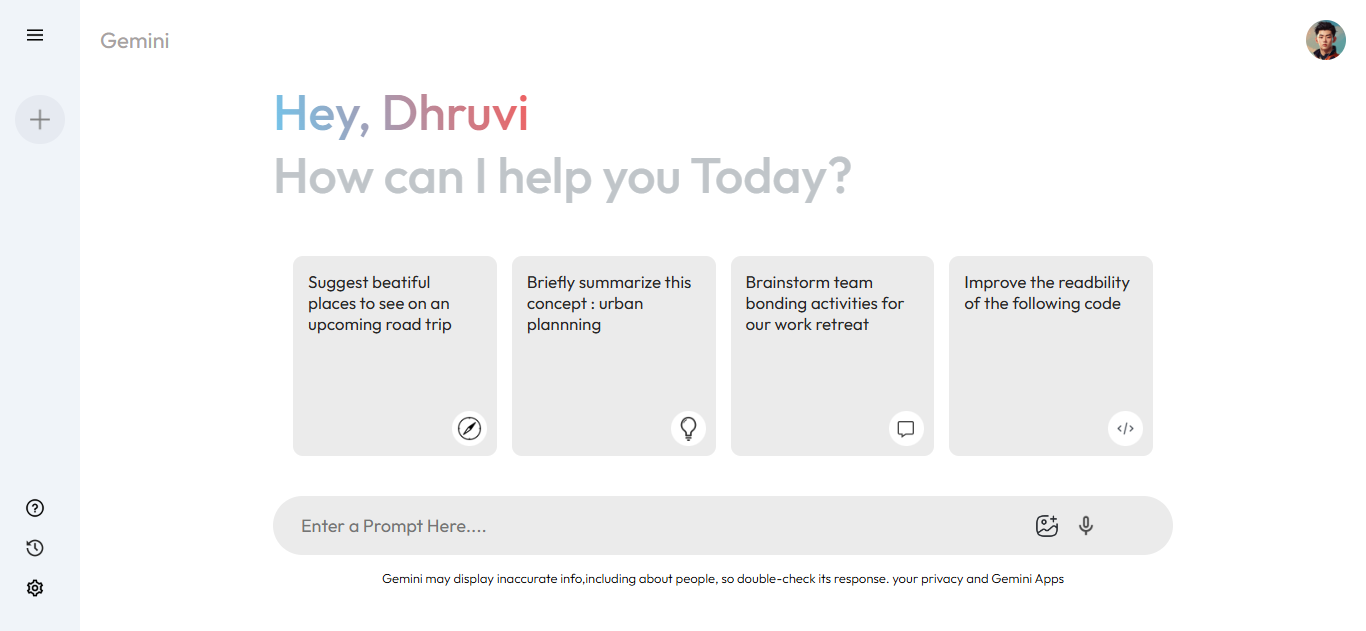 Gemini
Hey, Dhruvi
How can I help you Today?
Suggest beatiful
places to see on an
upcoming road trip
Briefly summarize this
concept : urban
plannning
Brainstorm team
bonding activities for
our work retreat
Improve the readbility
of the following code
Enter a Prompt Here....
Gemini may display inaccurate info,including about people, so double-check its response. your privacy and Gemini Apps